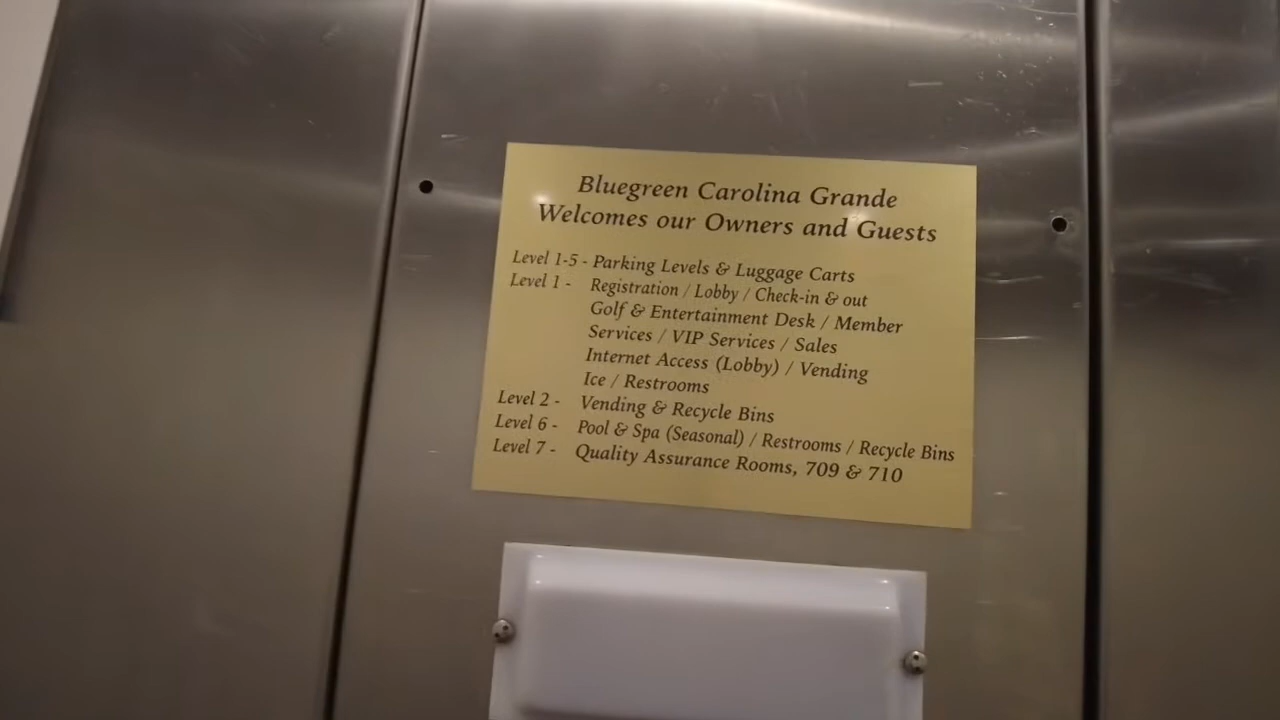 Bluegreen Carolina Grande
Welcomes our Owners and Guests
Level 1-5 - Parking Levels & Luggage Carts
Level 1 - Registration / Lobby / Check-in & out
Golf & Entertainment Desk / Member
Services / VIP Services / Sales
Internet Access (Lobby) / Vending
Ice / Restrooms
Level 2 - Vending & Recycle Bins
Level 6 - Pool & Spa (Seasonal) / Restrooms / Recycle Bins
Level 7 - Quality Assurance Rooms, 709 & 710